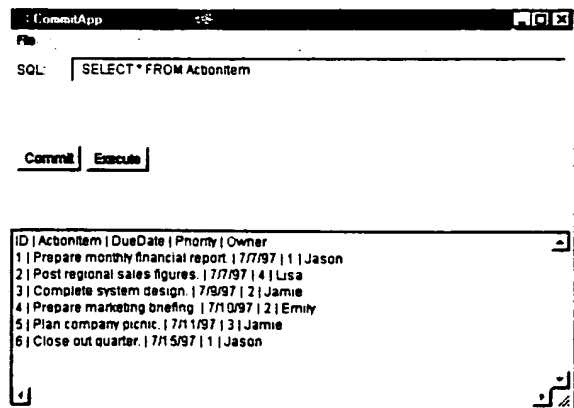 CommitApp
File
SQL: SELECT * FROM ActionItem
Commit Execute
ID | ActionItem | DueDate | Priority | Owner
1 | Prepare monthly financial report. | 7/7/97 | 1 | Jason
2 | Post regional sales figures. | 7/7/97 | 4 | Lisa
3 | Complete system design. | 7/9/97 | 2 | Jamie
4 | Prepare marketing briefing. | 7/10/97 | 2 | Emily
5 | Plan company picnic. | 7/11/97 | 3 | Jamie
6 | Close out quarter. | 7/15/97 | 1 | Jason